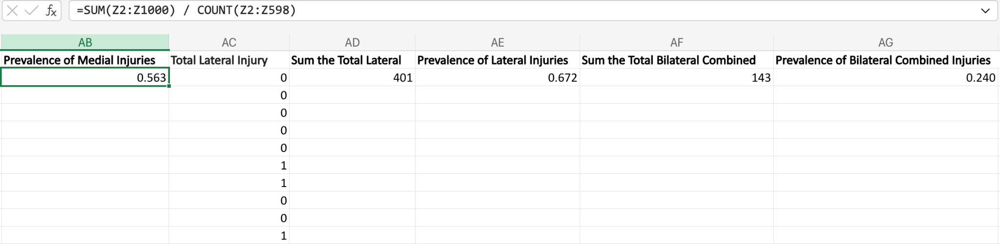 fx =SUM(Z2:Z1000) / COUNT(Z2:Z598)
AB AC AD AE AF AG
Prevalence of Medial Injuries Total Lateral Injury Sum the Total Lateral Prevalence of Lateral Injuries Sum the Total Bilateral Combined Prevalence of Bilateral Combined Injuries
0.563 0 401 0.672 143 0.240
0
0
0
0
1
1
0
0
1